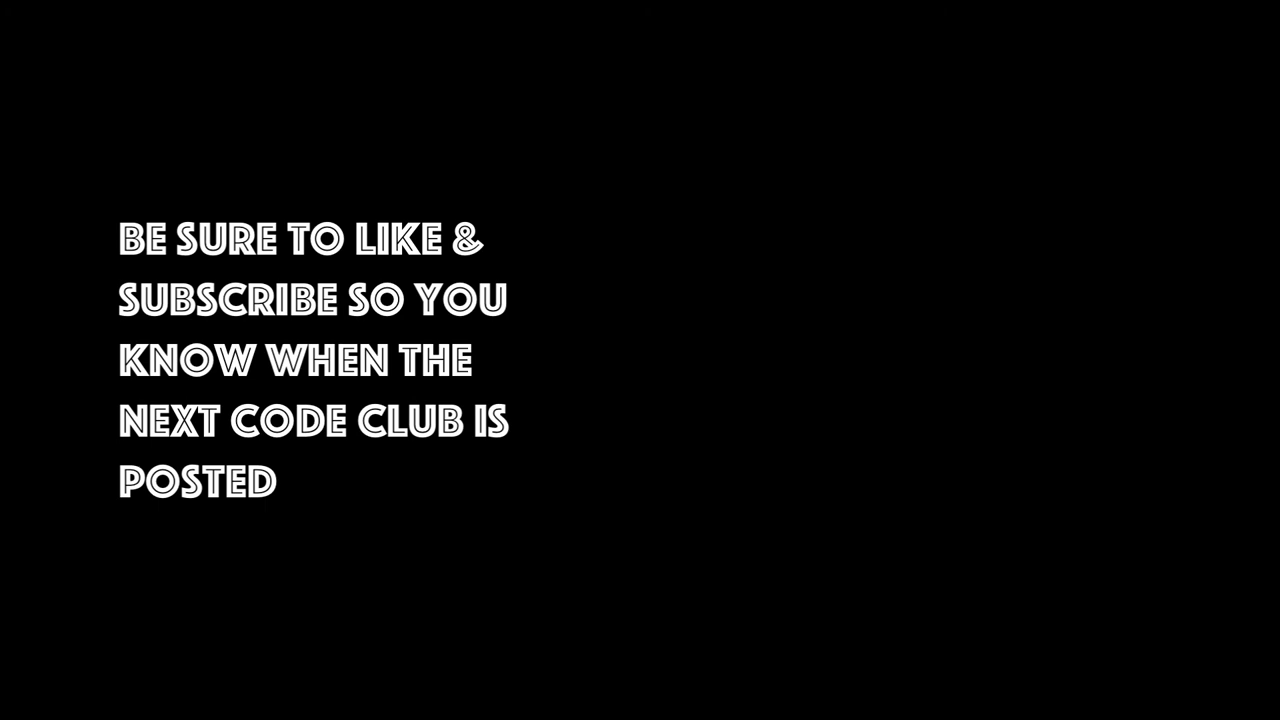 BE SURE TO LIKE &
SUBSCRIBE SO YOU
KNOW WHEN THE
NEXT CODE CLUB IS
POSTED